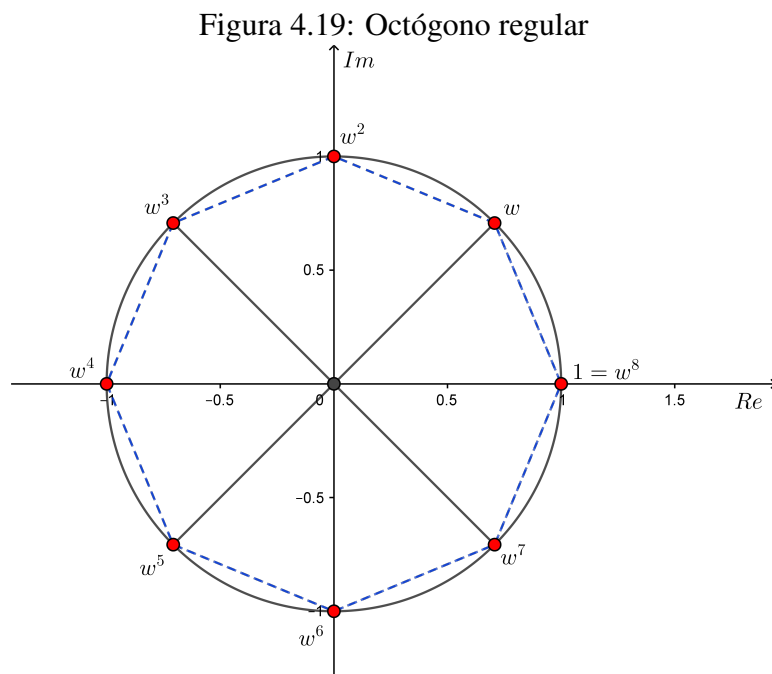 Figura 4.19: Octógono regular
Im
w²
1
w³
w
0.5
w⁴
1 = w⁸
−1
−0.5
0
0.5
1
1.5
Re
−0.5
w⁵
w⁷
−1
w⁶